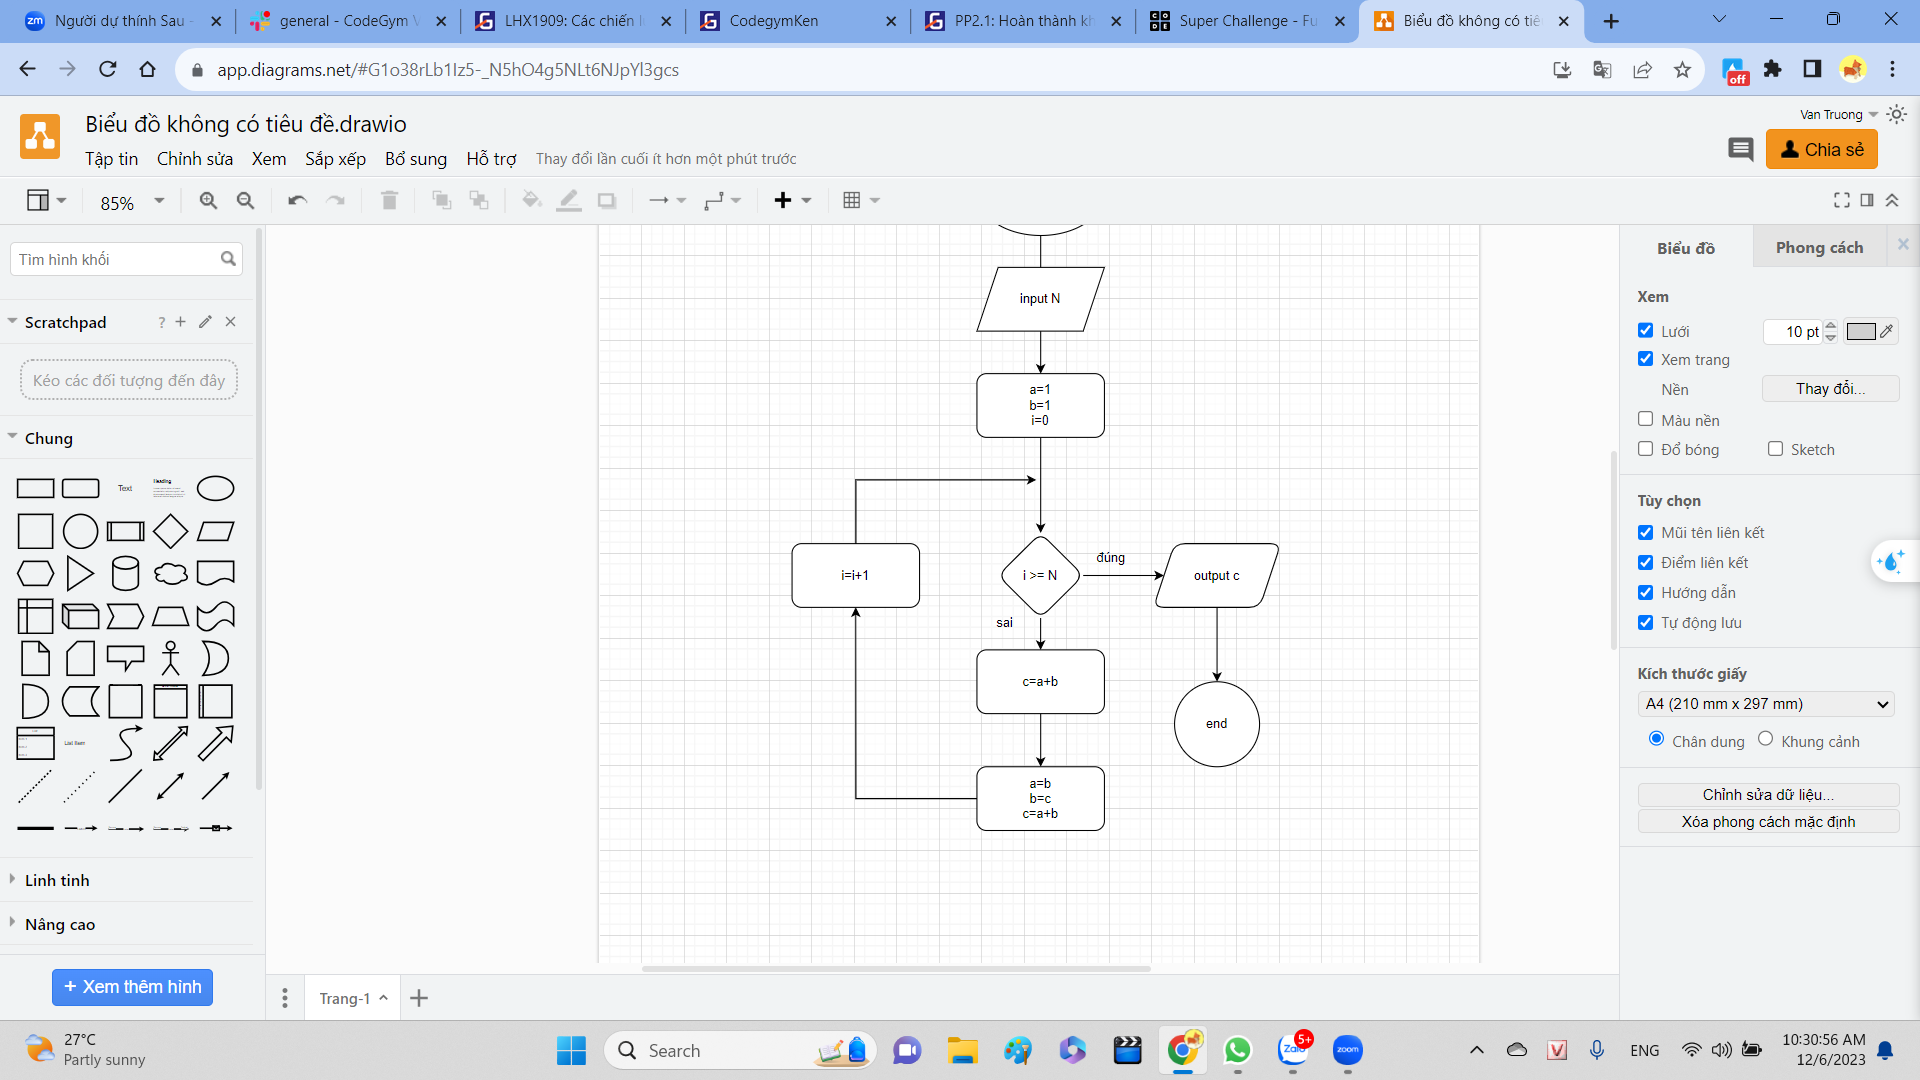 Người dự thính Sau -
general - CodeGym V
LHX1909: Các chiến l
CodegymKen
PP2.1: Hoàn thành kh
Super Challenge - Fu
Biểu đồ không có tiê
app.diagrams.net/#G1o38rLb1Iz5-_N5hO4g5NLt6NJpYl3gcs
off
Biểu đồ không có tiêu đề.drawio
Van Truong
Tập tin Chỉnh sửa Xem Sắp xếp Bổ sung Hỗ trợ Thay đổi lần cuối ít hơn một phút trước
Chia sẻ
85%
Tìm hình khối
Scratchpad
?
Kéo các đối tượng đến đây
Chung
Text
Heading
List Item
Linh tinh
Nâng cao
+ Xem thêm hình
input N
a=1
b=1
i=0
i=i+1
i >= N
đúng
output c
sai
c=a+b
end
a=b
b=c
c=a+b
Biểu đồ
Phong cách
Xem
Lưới
10 pt
Xem trang
Nền
Thay đổi...
Màu nền
Đổ bóng
Sketch
Tùy chọn
Mũi tên liên kết
Điểm liên kết
Hướng dẫn
Tự động lưu
Kích thước giấy
A4 (210 mm x 297 mm)
Chân dung
Khung cảnh
Chỉnh sửa dữ liệu...
Xóa phong cách mặc định
Trang-1
27°C
Partly sunny
Search
Zalo
5+
zoom
ENG
10:30:56 AM
12/6/2023